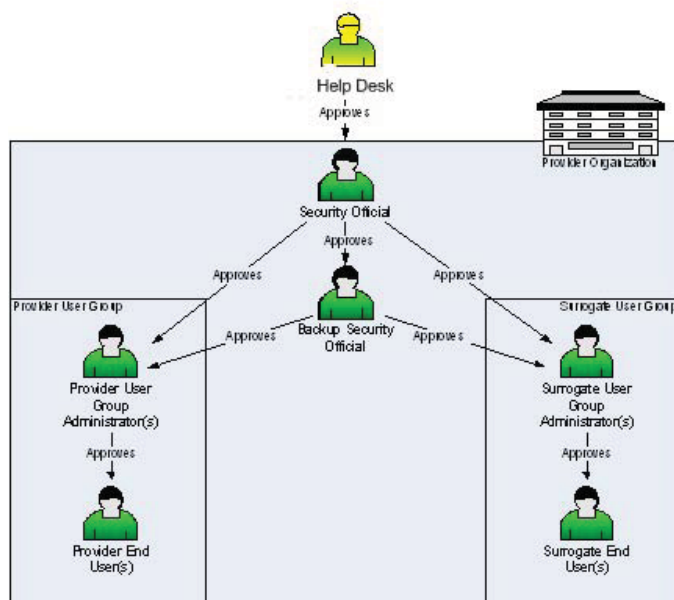 Help Desk
Approves
Provider Organization
Security Official
Approves
Approves
Approves
Provider User Group
Surrogate User Group
Backup Security
Official
Approves
Approves
Provider User
Group
Administrator(s)
Surrogate User
Group
Administrator(s)
Approves
Approves
Provider End
User(s)
Surrogate End
User(s)